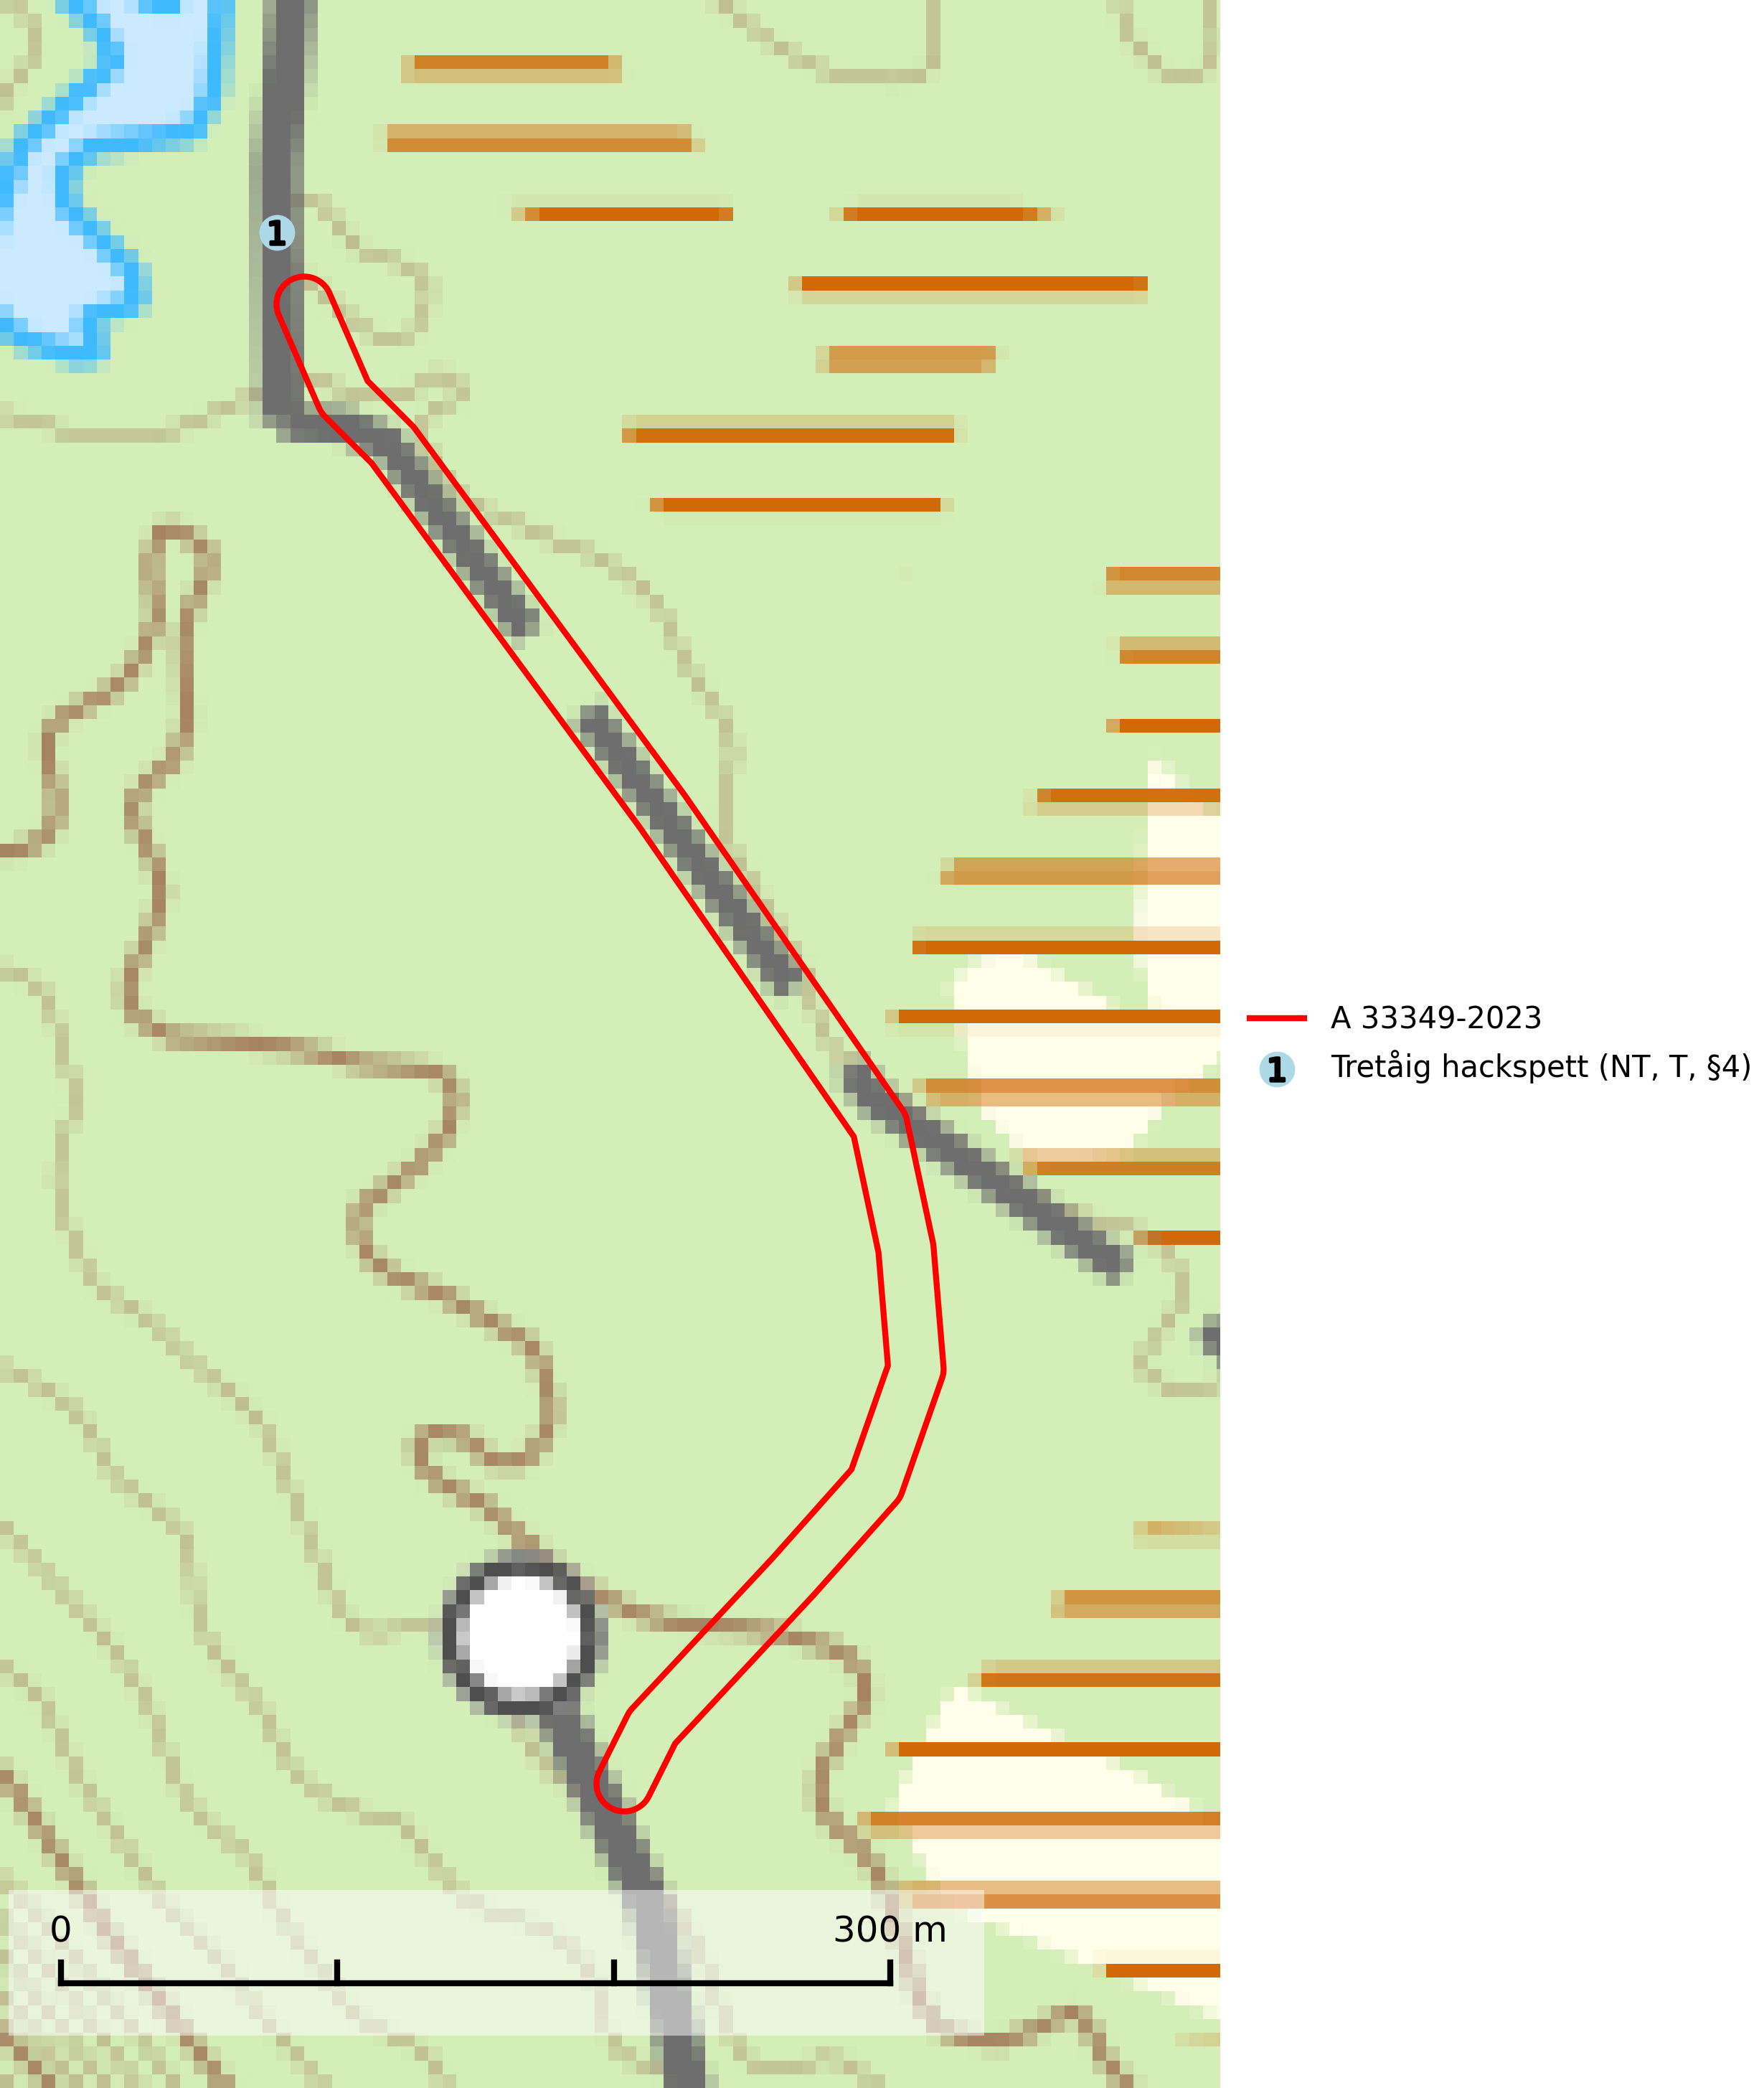 1
A 33349-2023
1 Tretåig hackspett (NT, T, §4)
0 300 m